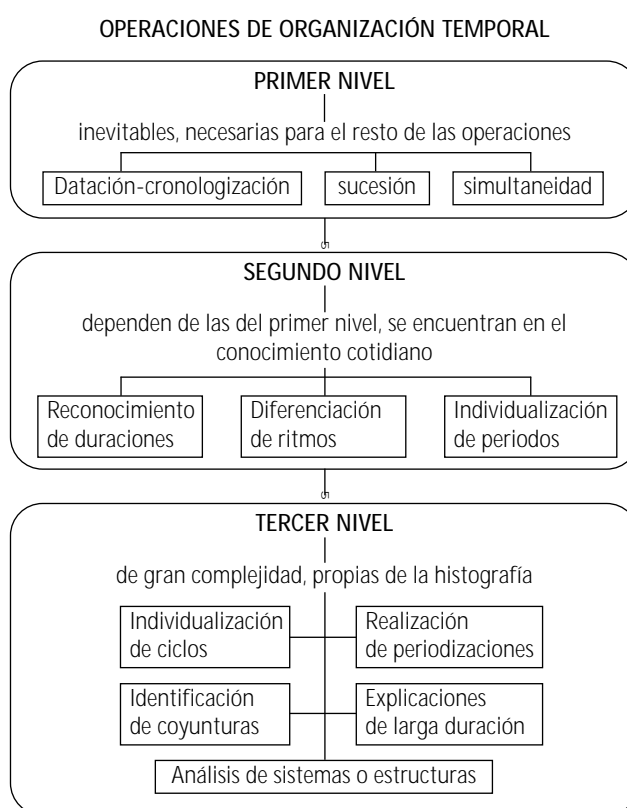 OPERACIONES DE ORGANIZACIÓN TEMPORAL
PRIMER NIVEL
inevitables, necesarias para el resto de las operaciones
Datación-cronologización
sucesión
simultaneidad
5
SEGUNDO NIVEL
dependen de las del primer nivel, se encuentran en el
conocimiento cotidiano
Reconocimiento
de duraciones
Diferenciación
de ritmos
Individualización
de periodos
5
TERCER NIVEL
de gran complejidad, propias de la histografía
Individualización
de ciclos
Realización
de periodizaciones
Identificación
de coyunturas
Explicaciones
de larga duración
Análisis de sistemas o estructuras